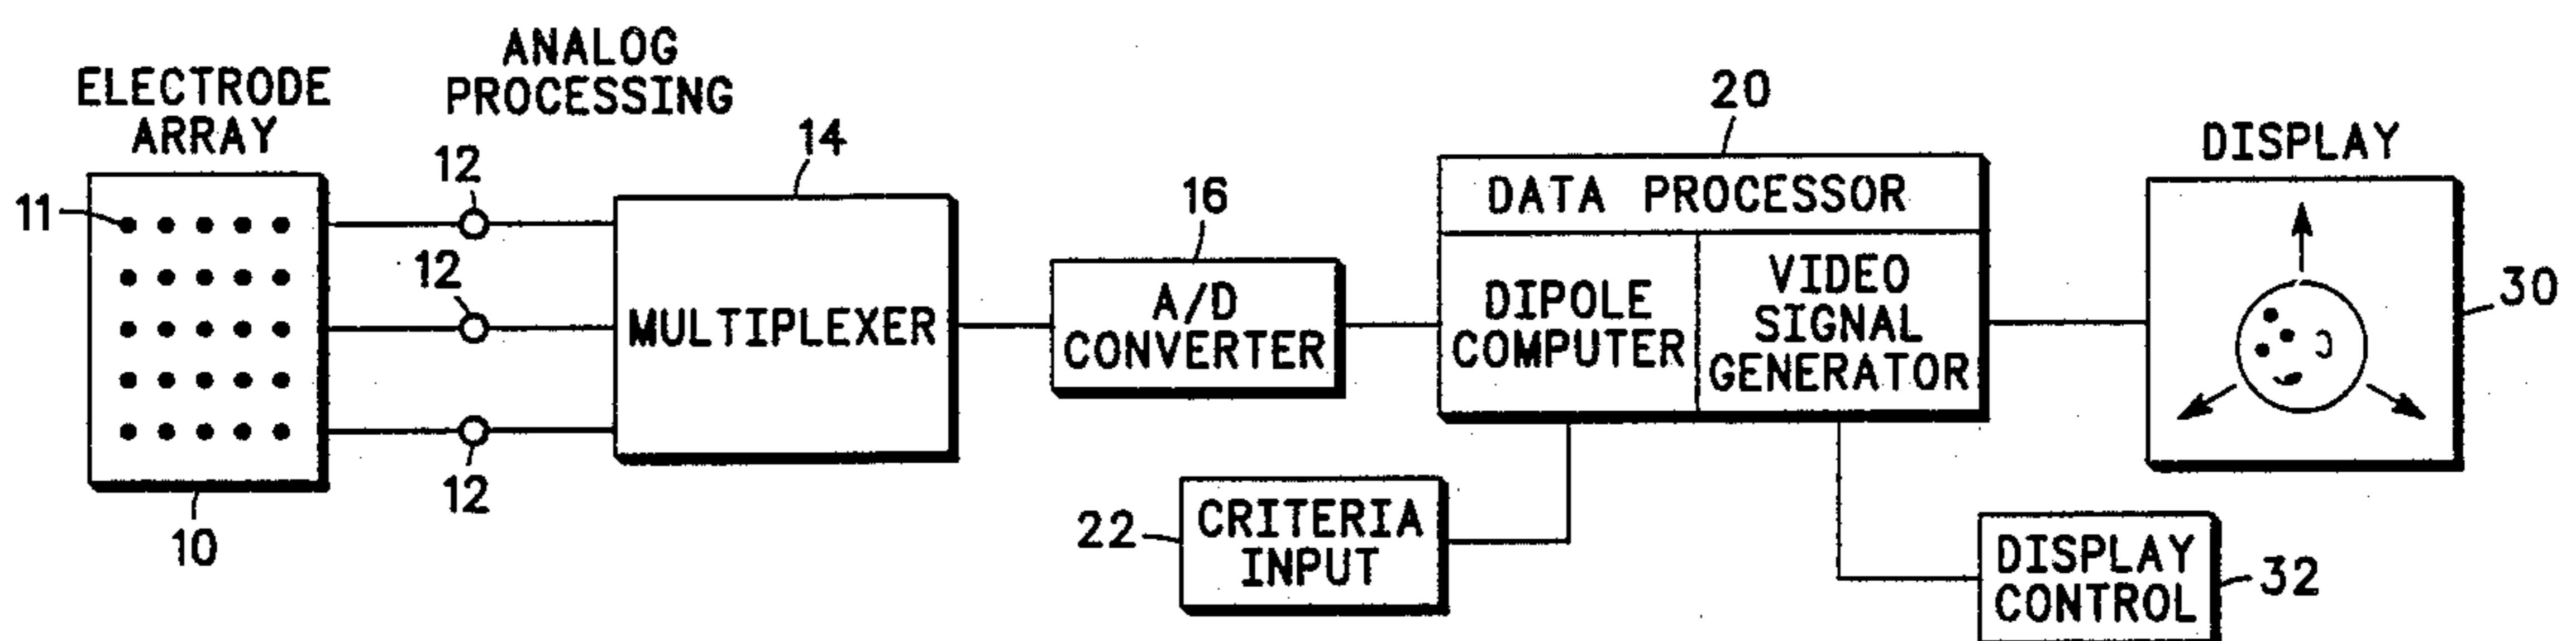 ELECTRODE
ARRAY
11
10
ANALOG
PROCESSING
12
12
12
14
MULTIPLEXER
16
A/D
CONVERTER
20
DATA PROCESSOR
DIPOLE
COMPUTER
VIDEO
SIGNAL
GENERATOR
22
CRITERIA
INPUT
DISPLAY
30
DISPLAY
CONTROL
32